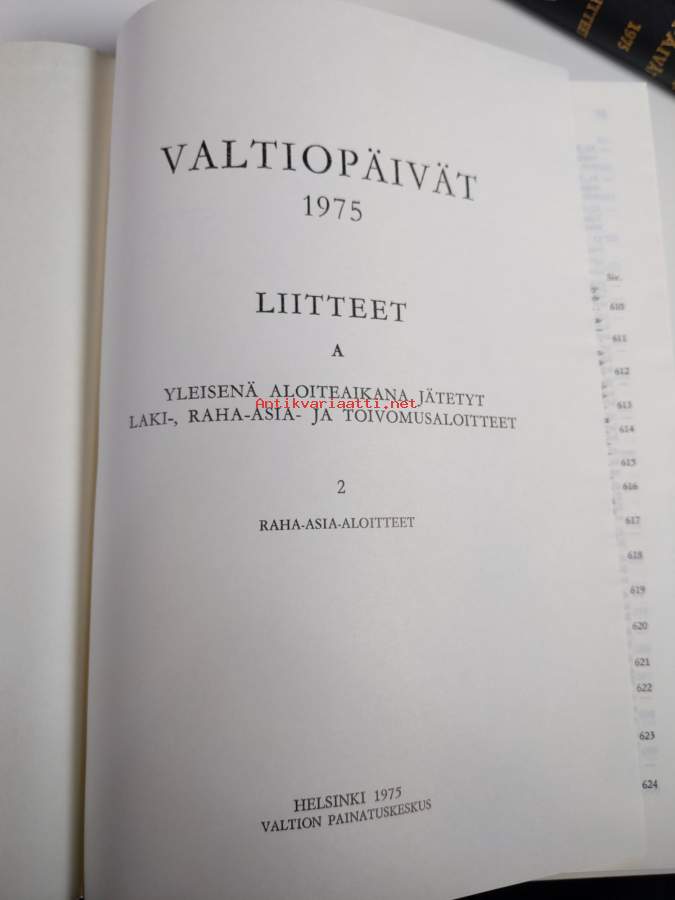 VALTIOPÄIVÄT
1975
LIITTEET
A
YLEISENÄ ALOITEAIKANA JÄTETYT
Antikvariaatti.net
LAKI-, RAHA-ASIA- JA TOIVOMUSALOITTEET
2
RAHA-ASIA-ALOITTEET
HELSINKI 1975
VALTION PAINATUSKESKUS
Siv.
610
611
612
613
614
615
616
617
618
619
620
621
622
623
624
1975